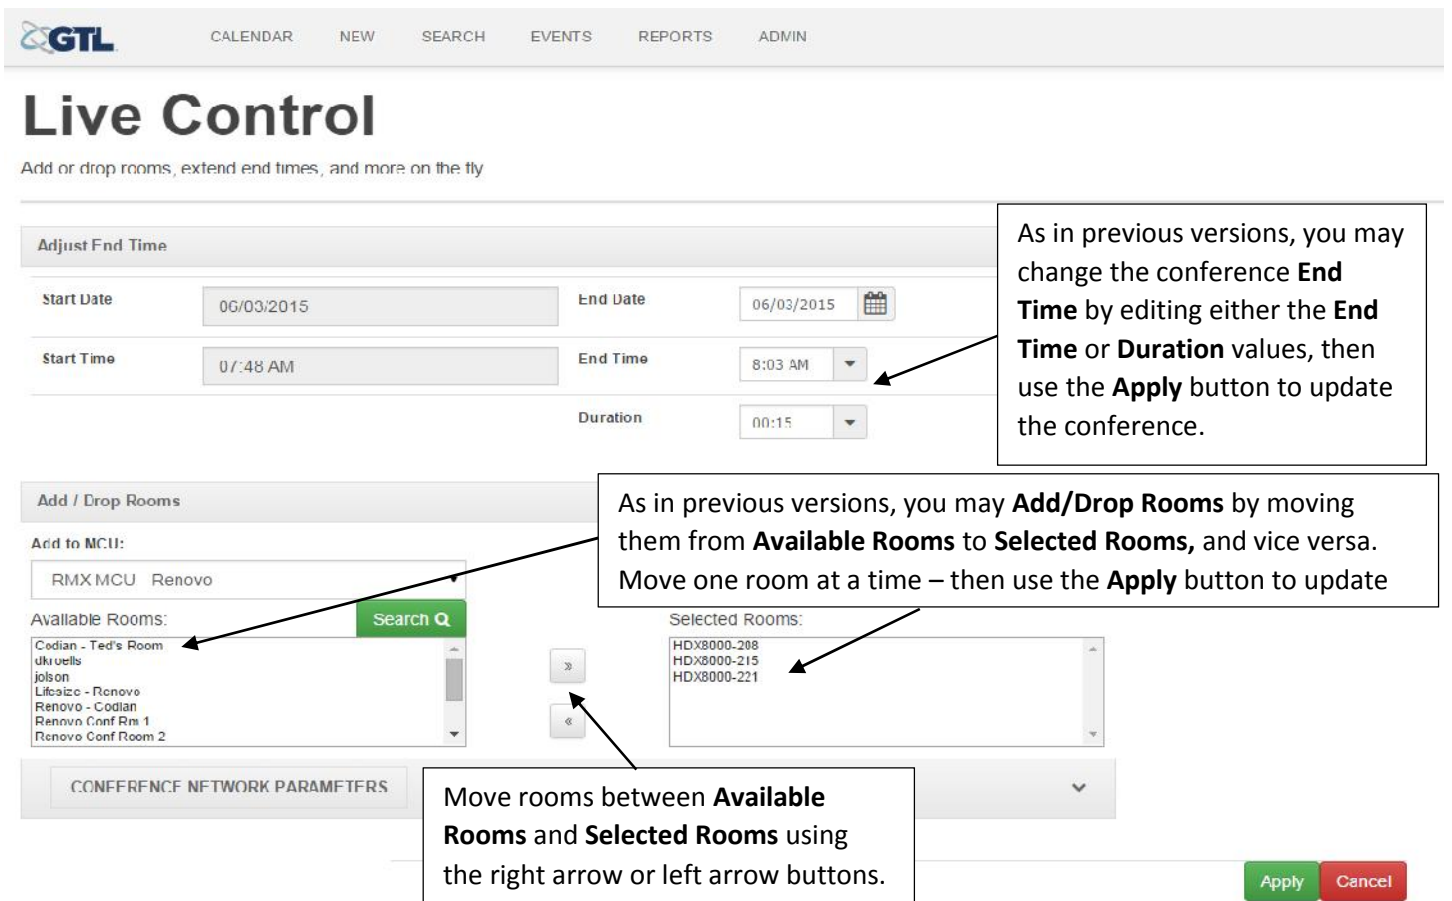 GTL CALENDAR NEW SEARCH EVENTS REPORTS ADMIN
Live Control
Add or drop rooms, extend end times, and more on the fly
Adjust End Time
Start Date 06/03/2015 End Date 06/03/2015
Start Time 07:48 AM End Time 8:03 AM
Duration 00:15
As in previous versions, you may
change the conference End
Time by editing either the End
Time or Duration values, then
use the Apply button to update
the conference.
Add / Drop Rooms
As in previous versions, you may Add/Drop Rooms by moving
them from Available Rooms to Selected Rooms, and vice versa.
Move one room at a time – then use the Apply button to update
Add to MCU:
RMX MCU Renovo
Available Rooms: Search
Codian - Ted's Room
dkroells
jolson
Lifesize - Renovo
Renovo - Codian
Renovo Conf Rm 1
Renovo Conf Room 2
»
«
Selected Rooms:
HDX8000-208
HDX8000-215
HDX8000-221
CONFERENCE NETWORK PARAMETERS
Move rooms between Available
Rooms and Selected Rooms using
the right arrow or left arrow buttons.
Apply Cancel